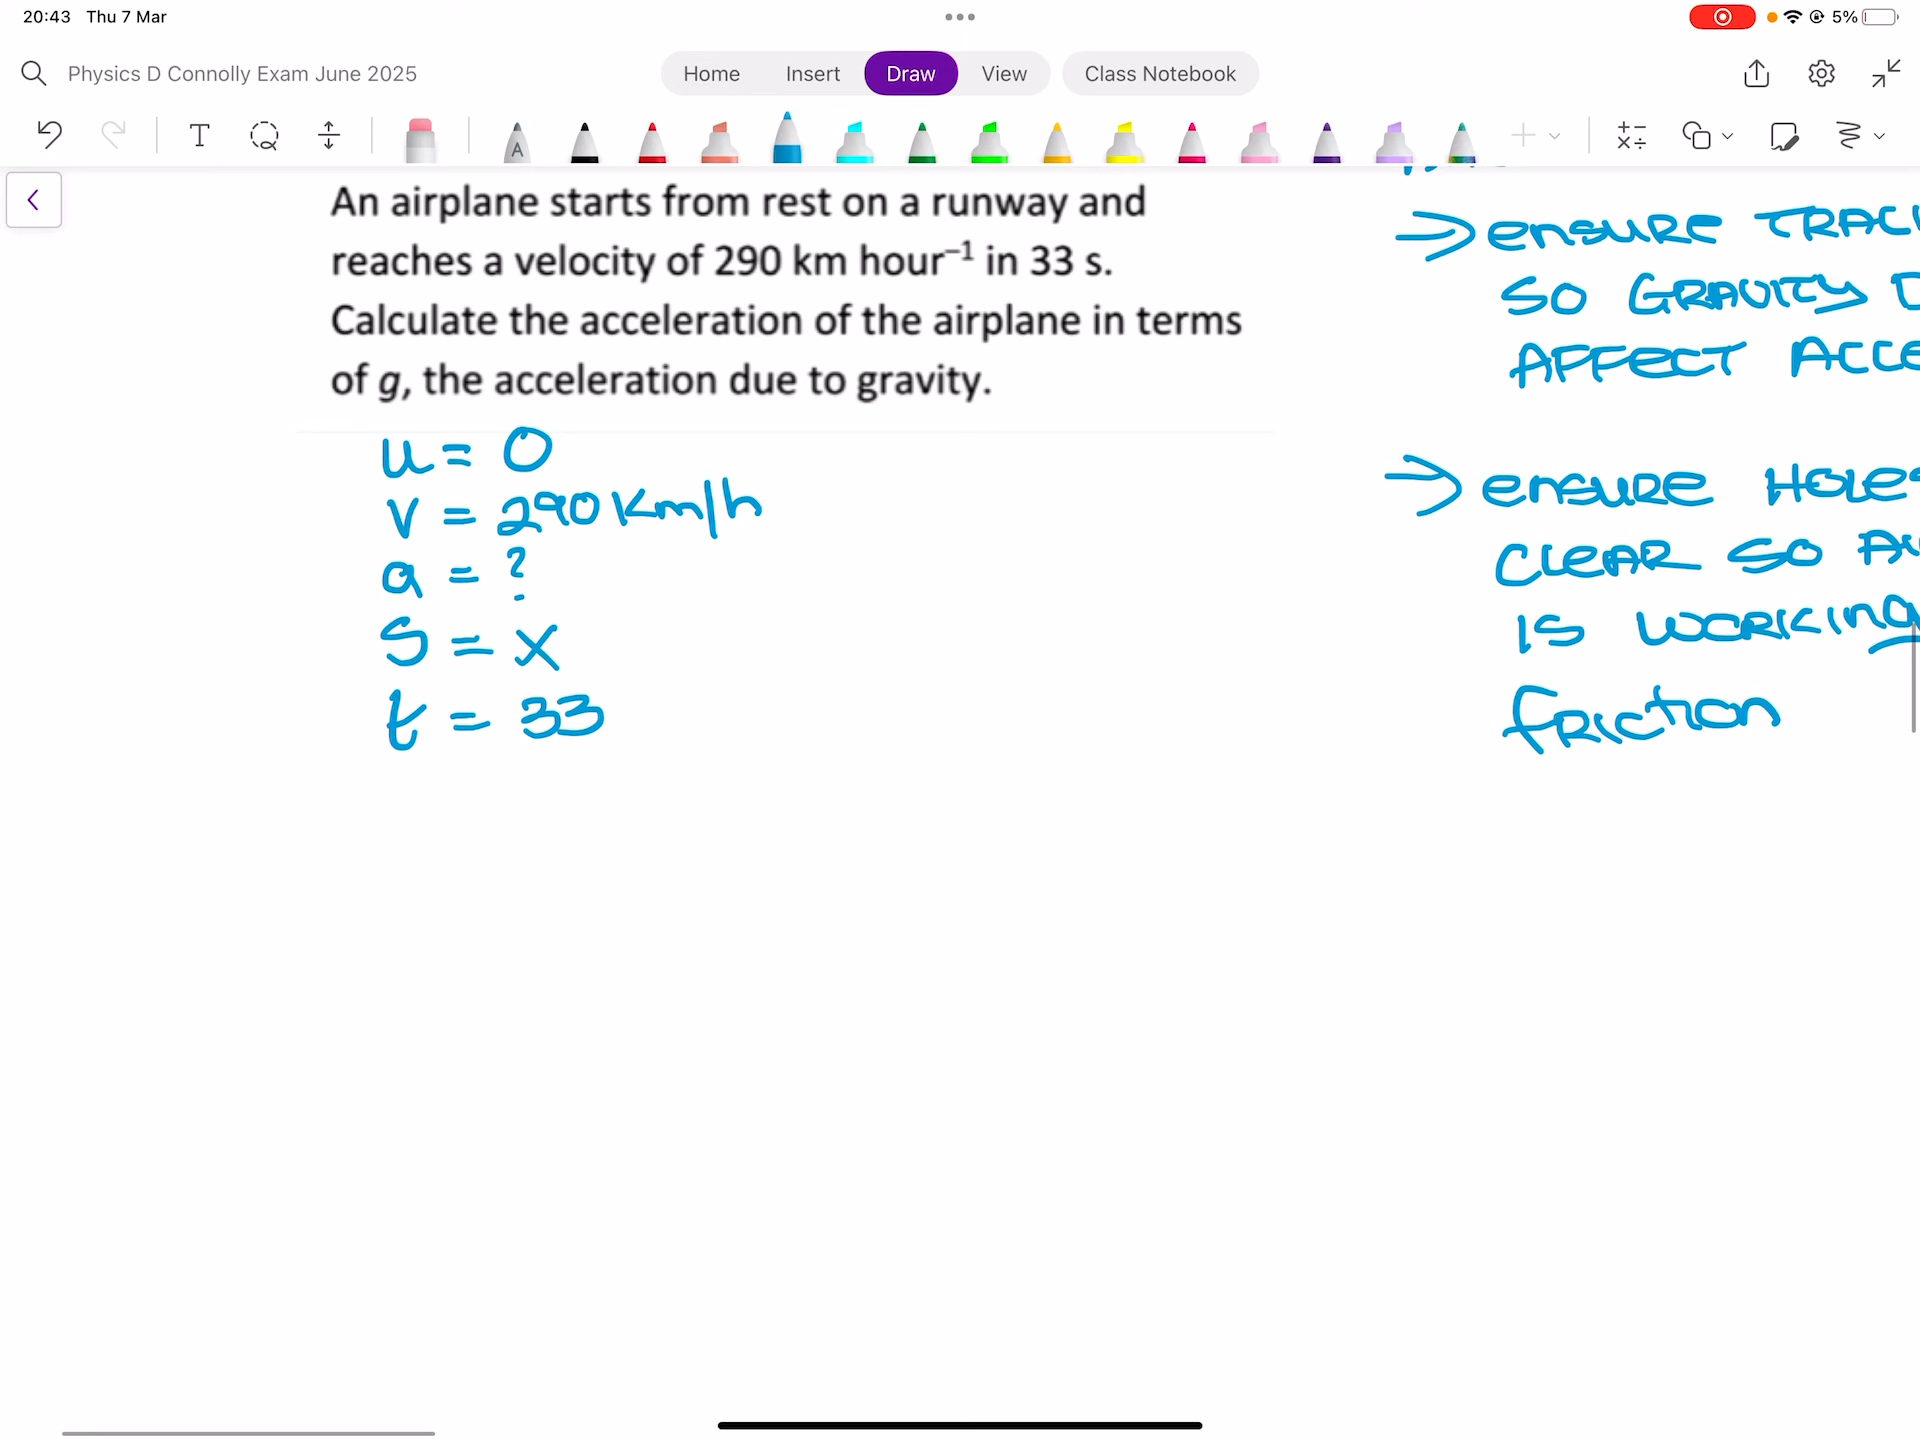 20:43 Thu 7 Mar
5%
Physics D Connolly Exam June 2025
Home Insert Draw View Class Notebook
T
A
An airplane starts from rest on a runway and
reaches a velocity of 290 km hour⁻¹ in 33 s.
Calculate the acceleration of the airplane in terms
of g, the acceleration due to gravity.
u = 0
v = 290 Km/h
a = ?
S = x
t = 33
⇒ ensuRe TRAC
SO GRAVITY D
AFFECT ACCE
→ ensuRe HOLes
CLEAR SO A
IS WORKING
fRiction